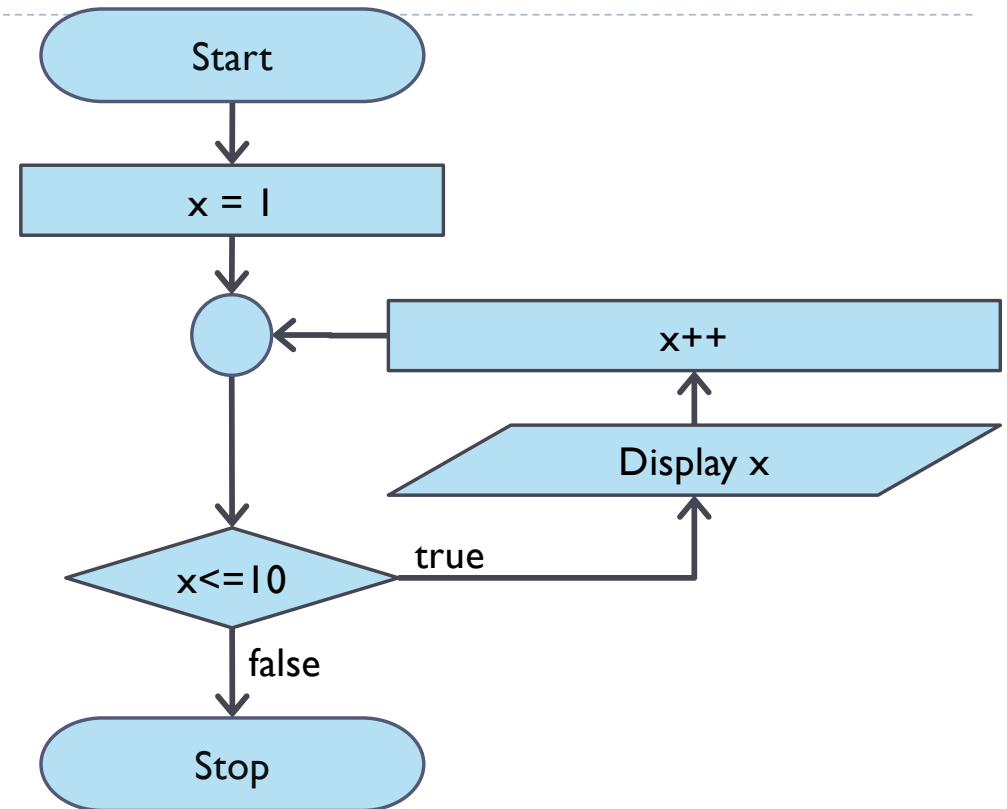 Start
x = 1
x++
Display x
true
x<=10
false
Stop